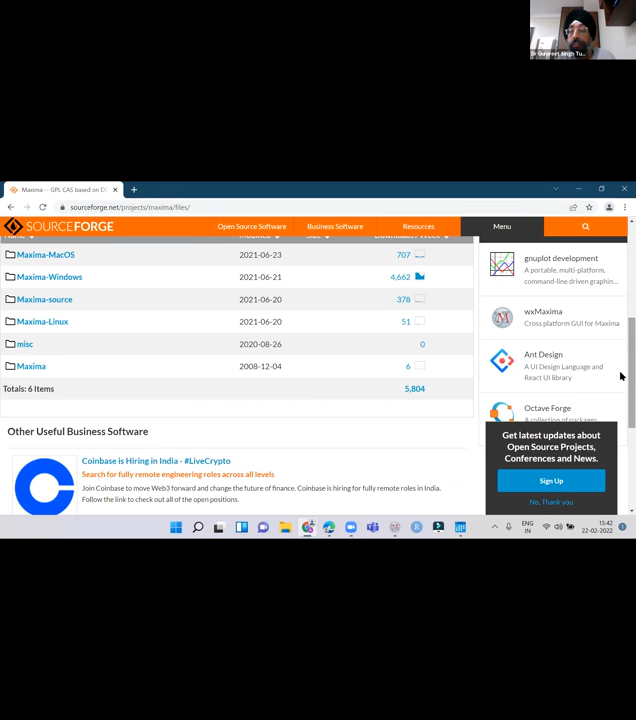 Dr Gurpreet Singh Tu...
Maxima -- GPL CAS based on DO
sourceforge.net/projects/maxima/files/
SOURCEFORGE
Open Source Software
Business Software
Resources
Menu
Maxima-MacOS 2021-06-23 707
Maxima-Windows 2021-06-21 4,662
Maxima-source 2021-06-20 378
Maxima-Linux 2021-06-20 51
misc 2020-08-26 0
Maxima 2008-12-04 6
Totals: 6 Items 5,804
gnuplot development
A portable, multi-platform,
command-line driven graphin...
wxMaxima
Cross platform GUI for Maxima
Ant Design
A UI Design Language and
React UI library
Octave Forge
A collection of packages
Other Useful Business Software
Coinbase is Hiring in India - #LiveCrypto
Search for fully remote engineering roles across all levels
Join Coinbase to move Web3 forward and change the future of finance. Coinbase is hiring for fully remote roles in India.
Follow the link to check out all of the open positions.
Get latest updates about
Open Source Projects,
Conferences and News.
Sign Up
No, Thank you
ENG
IN
15:42
22-02-2022